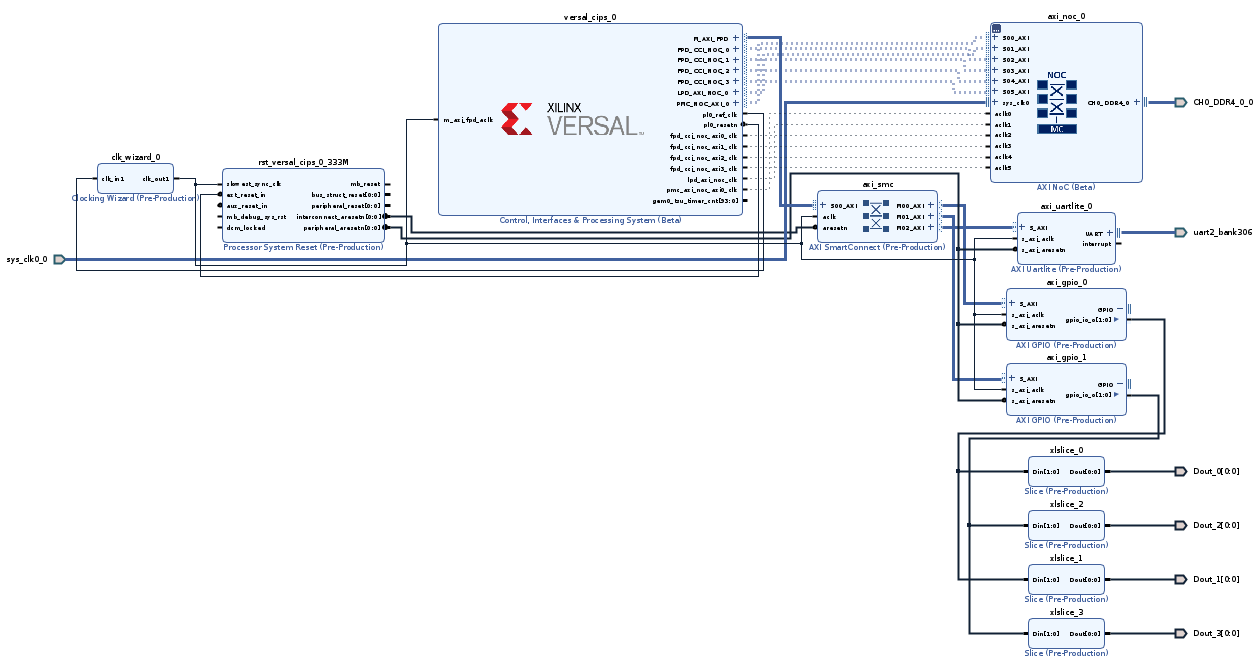 versal_cips_0
M_AXI_FPD
FPD_CCI_NOC_0
FPD_CCI_NOC_1
FPD_CCI_NOC_2
FPD_CCI_NOC_3
LPD_AXI_NOC_0
PMC_NOC_AXI_0
m_axi_fpd_aclk
pl0_ref_clk
pl0_resetn
fpd_cci_noc_axi0_clk
fpd_cci_noc_axi1_clk
fpd_cci_noc_axi2_clk
fpd_cci_noc_axi3_clk
lpd_axi_noc_clk
pmc_axi_noc_axi0_clk
gem0_tsu_timer_cnt[93:0]
XILINX
VERSAL™
Control, Interfaces & Processing System (Beta)
axi_noc_0
S00_AXI
S01_AXI
S02_AXI
S03_AXI
S04_AXI
S05_AXI
sys_clk0
aclk0
aclk1
aclk2
aclk3
aclk4
aclk5
NOC
MC
CH0_DDR4_0
AXI NoC (Beta)
CH0_DDR4_0_0
clk_wizard_0
clk_in1
clk_out1
Clocking Wizard (Pre-Production)
rst_versal_cips_0_333M
slowest_sync_clk
ext_reset_in
aux_reset_in
mb_debug_sys_rst
dcm_locked
mb_reset
bus_struct_reset[0:0]
peripheral_reset[0:0]
interconnect_aresetn[0:0]
peripheral_aresetn[0:0]
Processor System Reset (Pre-Production)
sys_clk0_0
axi_smc
S00_AXI
aclk
aresetn
M00_AXI
M01_AXI
M02_AXI
AXI SmartConnect (Pre-Production)
axi_uartlite_0
S_AXI
s_axi_aclk
s_axi_aresetn
UART
interrupt
AXI Uartlite (Pre-Production)
uart2_bank306
axi_gpio_0
S_AXI
s_axi_aclk
s_axi_aresetn
GPIO
gpio_io_o[1:0]
AXI GPIO (Pre-Production)
axi_gpio_1
S_AXI
s_axi_aclk
s_axi_aresetn
GPIO
gpio_io_o[1:0]
AXI GPIO (Pre-Production)
xlslice_0
Din[1:0]
Dout[0:0]
Slice (Pre-Production)
Dout_0[0:0]
xlslice_2
Din[1:0]
Dout[0:0]
Slice (Pre-Production)
Dout_2[0:0]
xlslice_1
Din[1:0]
Dout[0:0]
Slice (Pre-Production)
Dout_1[0:0]
xlslice_3
Din[1:0]
Dout[0:0]
Slice (Pre-Production)
Dout_3[0:0]